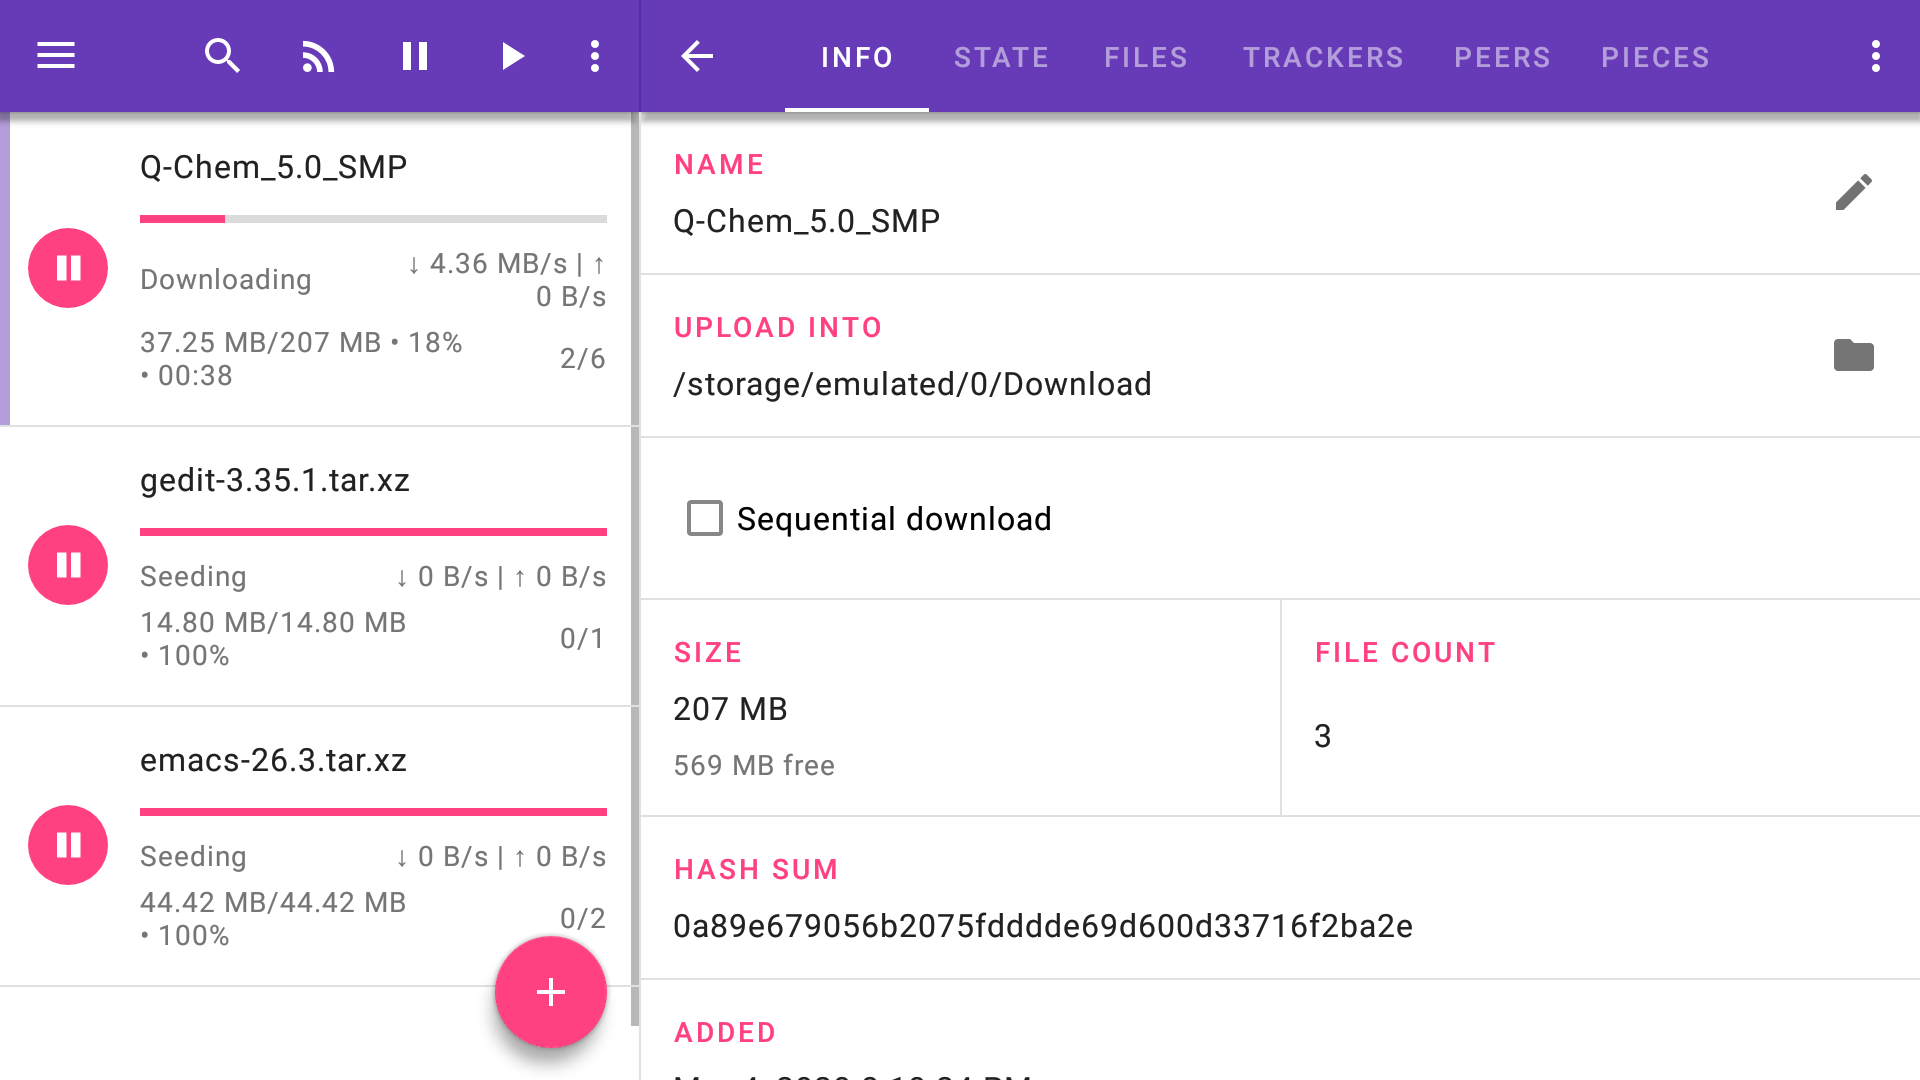 INFO STATE FILES TRACKERS PEERS PIECES
Q-Chem_5.0_SMP
Downloading
↓ 4.36 MB/s | ↑
0 B/s
37.25 MB/207 MB • 18%
• 00:38
2/6
gedit-3.35.1.tar.xz
Seeding
↓ 0 B/s | ↑ 0 B/s
14.80 MB/14.80 MB
• 100%
0/1
emacs-26.3.tar.xz
Seeding
↓ 0 B/s | ↑ 0 B/s
44.42 MB/44.42 MB
• 100%
0/2
NAME
Q-Chem_5.0_SMP
UPLOAD INTO
/storage/emulated/0/Download
Sequential download
SIZE
207 MB
569 MB free
FILE COUNT
3
HASH SUM
0a89e679056b2075fdddde69d600d33716f2ba2e
ADDED